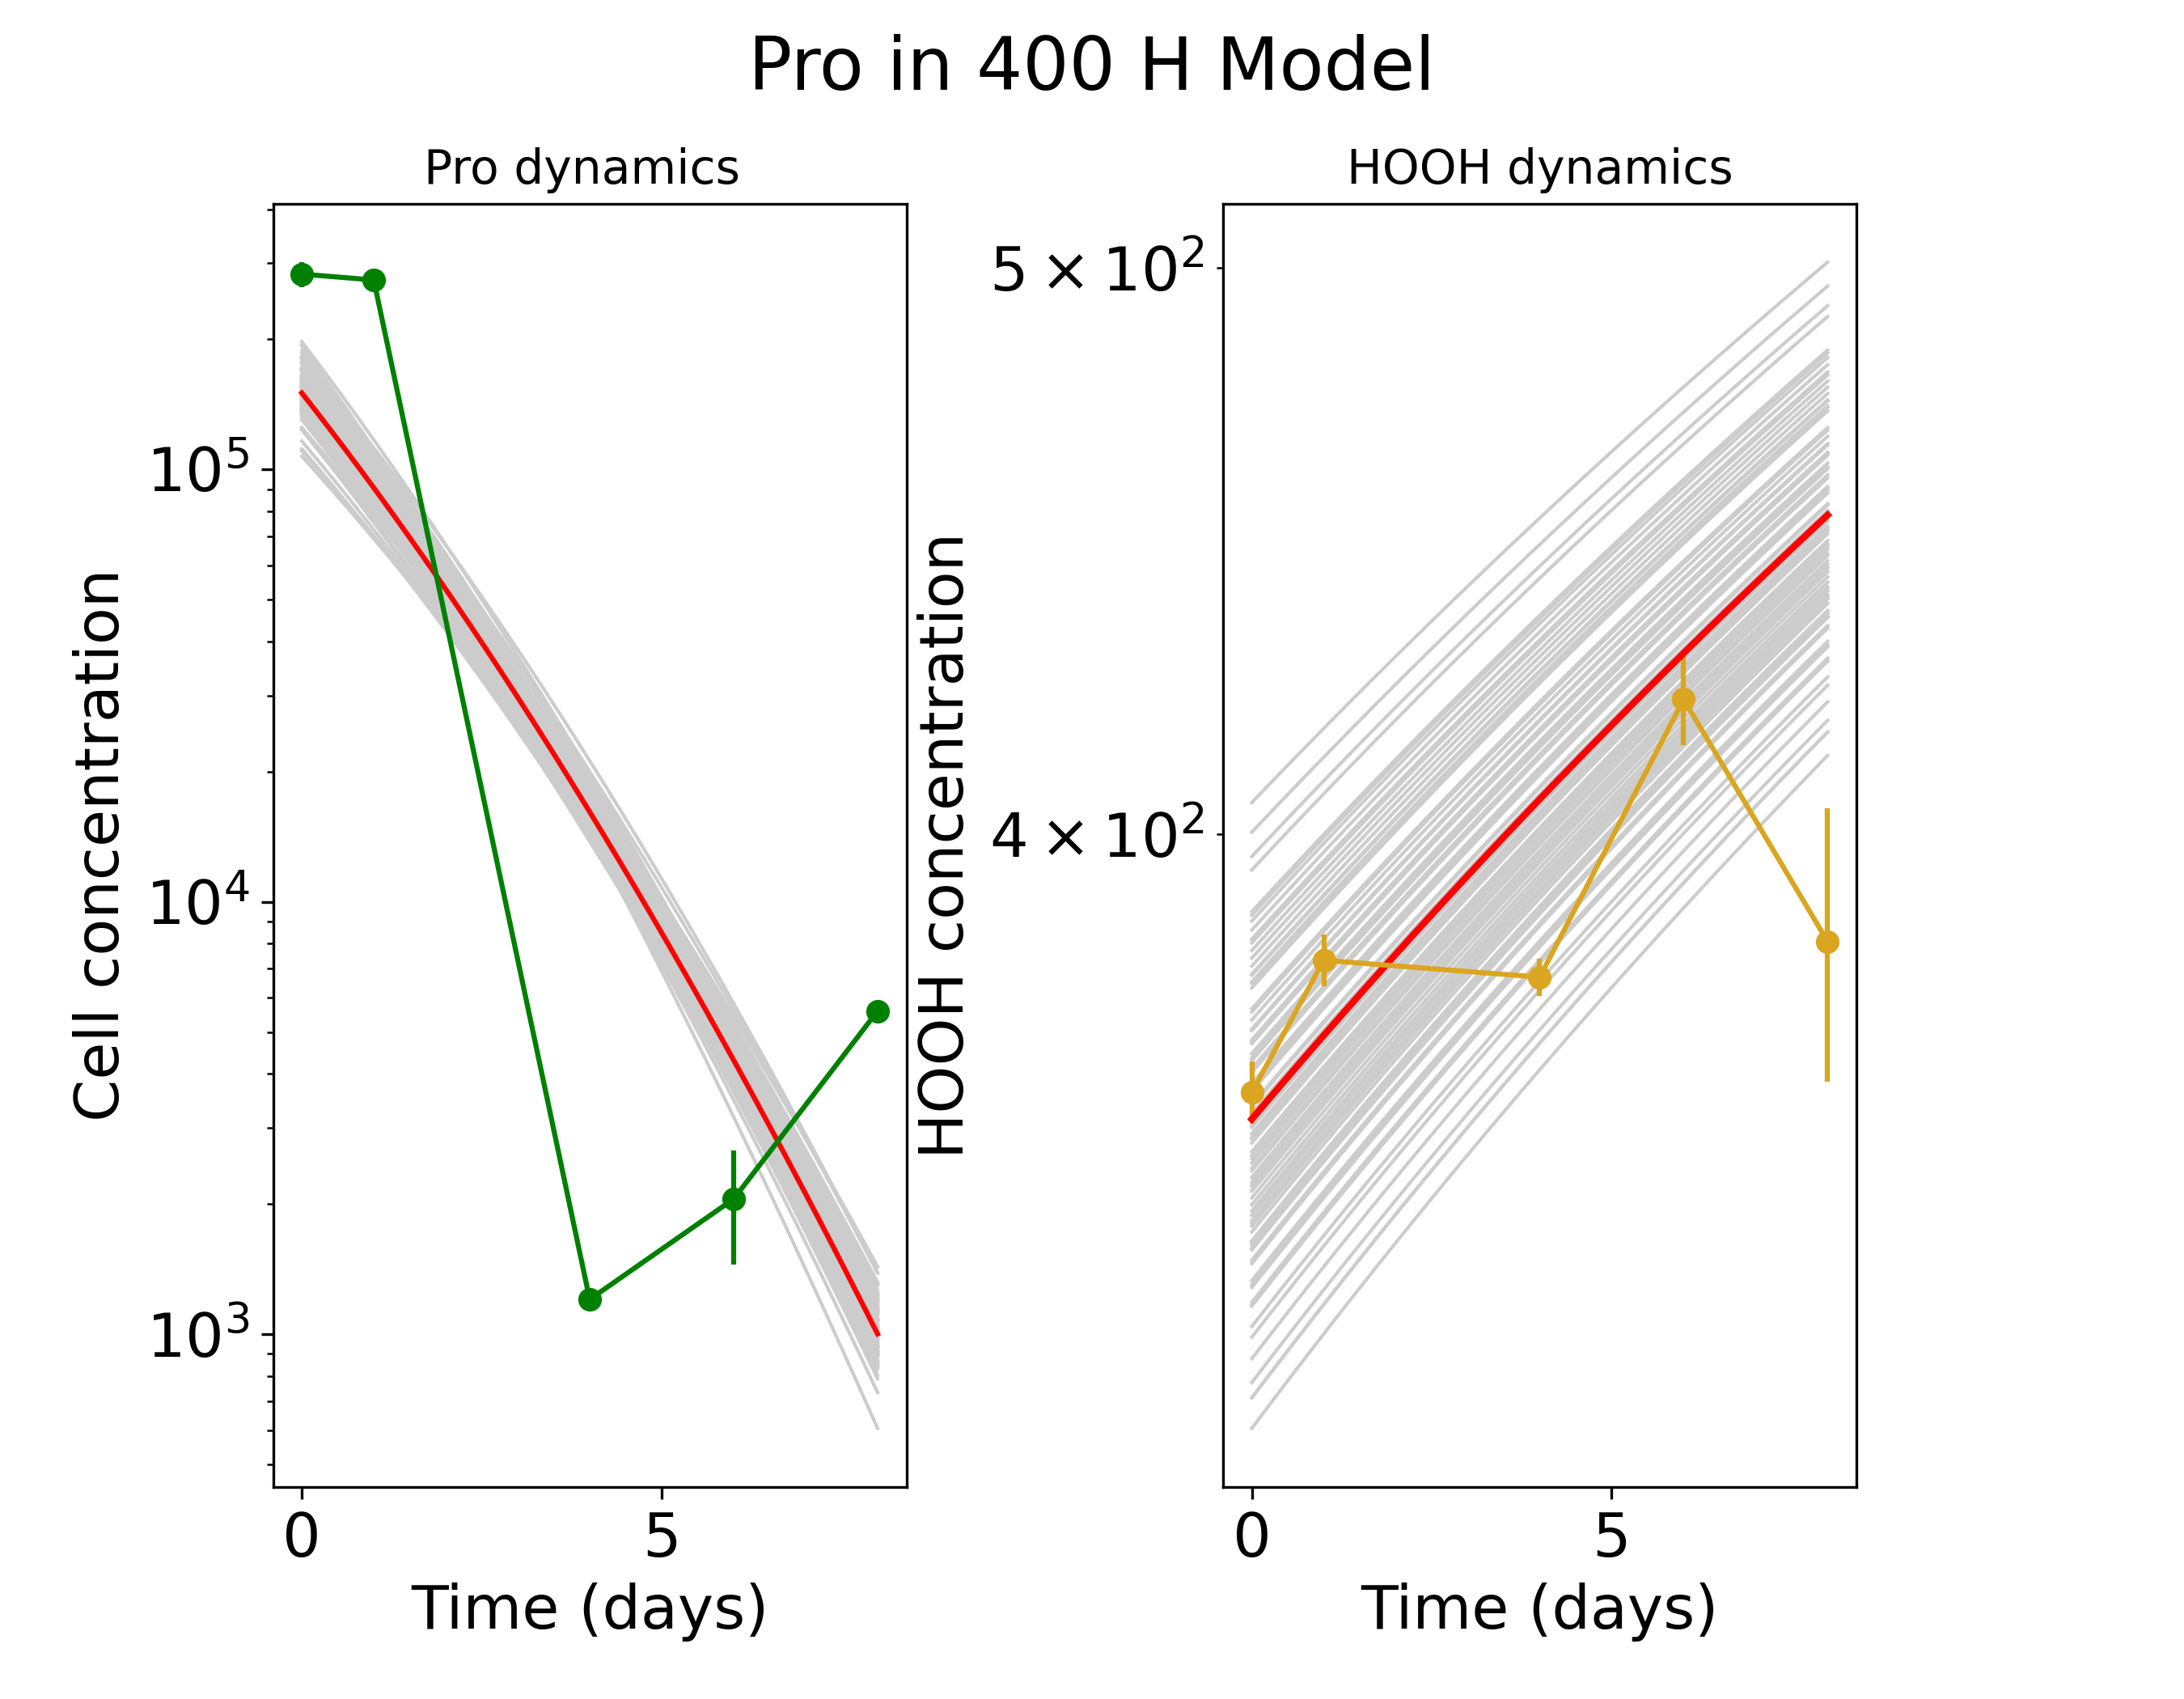 Pro in 400 H Model
Pro dynamics
Cell concentration
10^5
10^4
10^3
0 5
Time (days)
HOOH dynamics
HOOH concentration
5 × 10^2
4 × 10^2
0 5
Time (days)